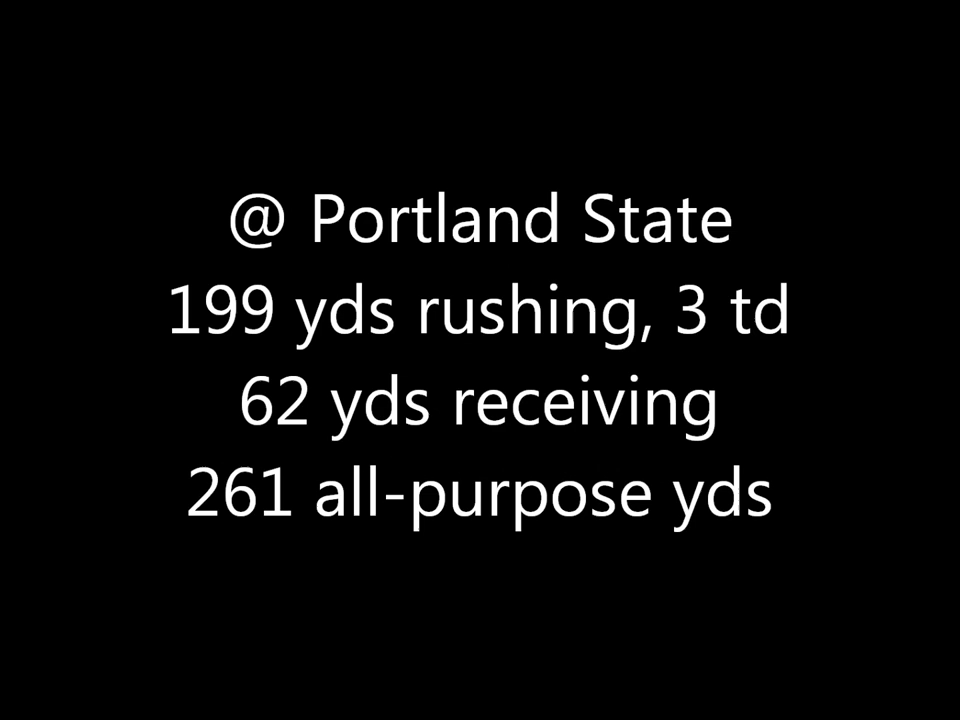 @ Portland State
199 yds rushing, 3 td
62 yds receiving
261 all-purpose yds